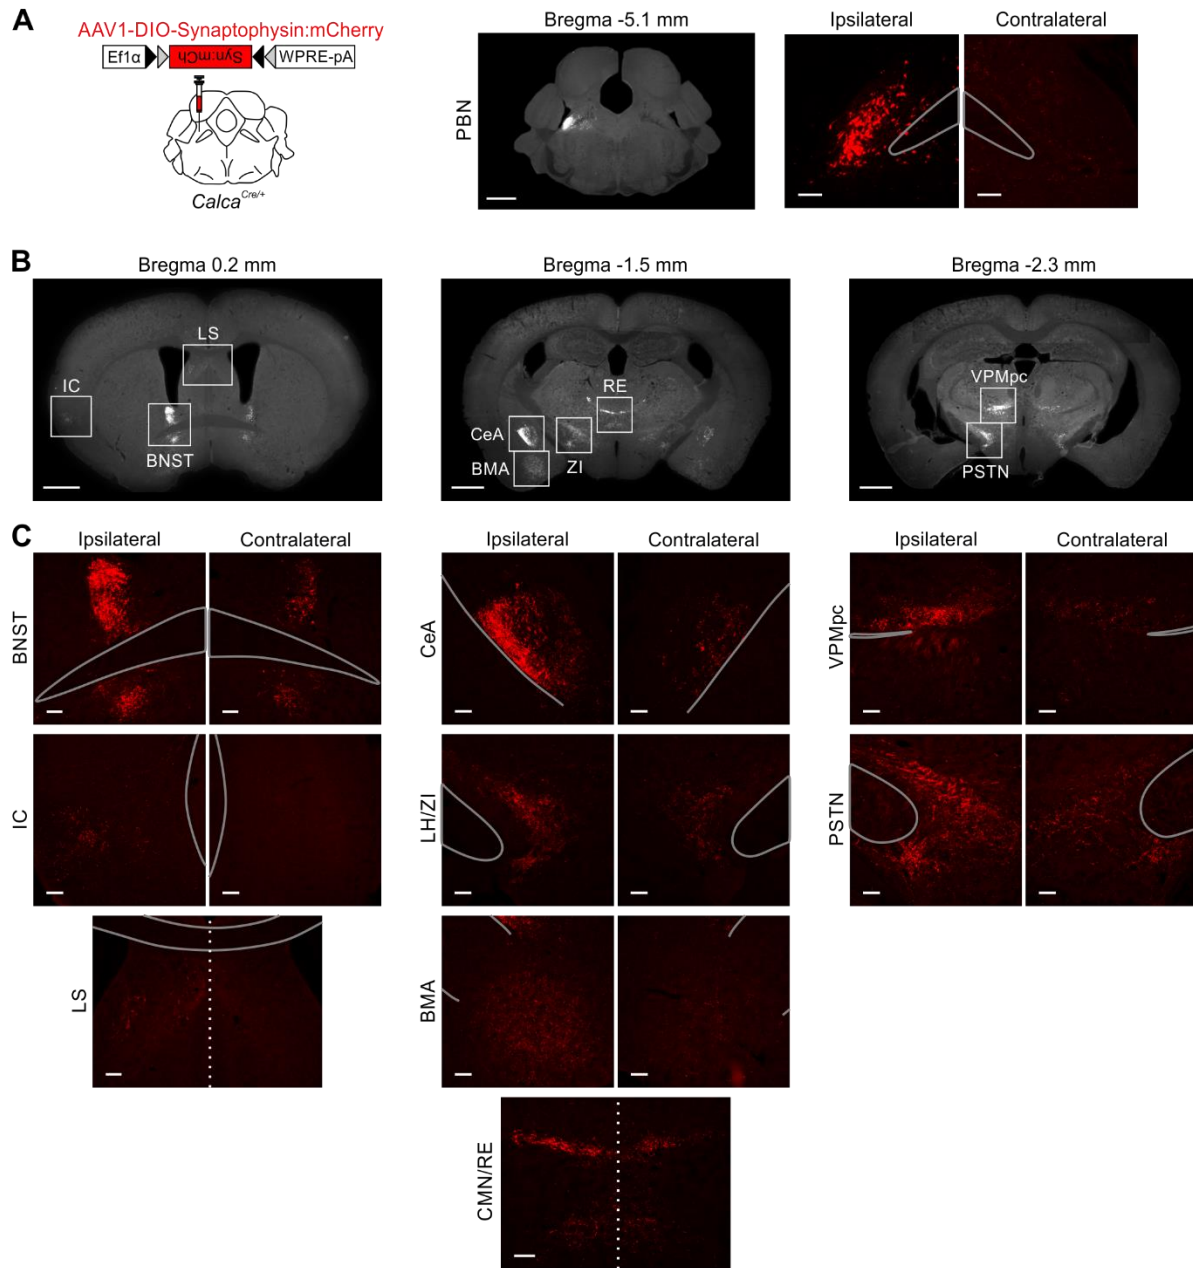 A
AAV1-DIO-Synaptophysin:mCherry
Ef1α Syn:mCh WPRE-pA
Calca Cre/+
Bregma -5.1 mm
PBN
Ipsilateral Contralateral
B
Bregma 0.2 mm Bregma -1.5 mm Bregma -2.3 mm
LS
IC
BNST
RE
CeA
BMA
ZI
VPMpc
PSTN
C
Ipsilateral Contralateral Ipsilateral Contralateral Ipsilateral Contralateral
BNST CeA VPMpc
IC LH/ZI PSTN
LS BMA
CMN/RE